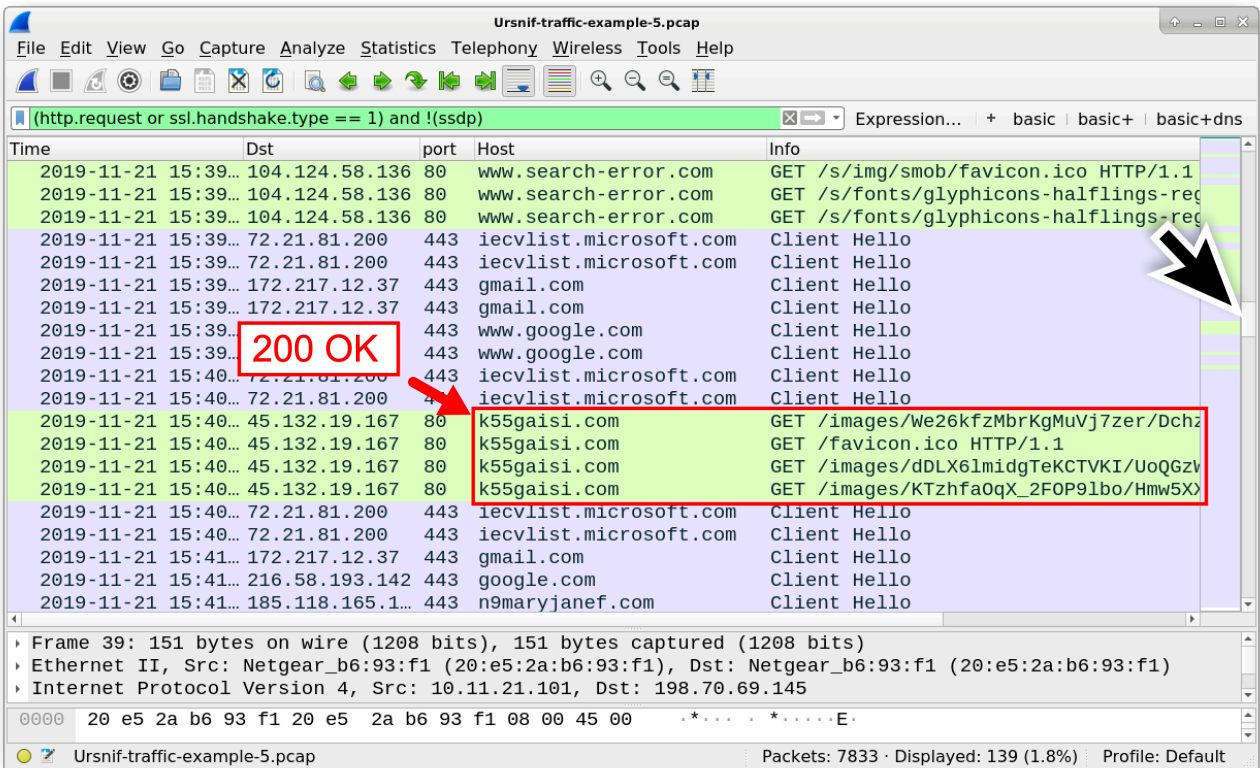 Ursnif-traffic-example-5.pcap
File Edit View Go Capture Analyze Statistics Telephony Wireless Tools Help
(http.request or ssl.handshake.type == 1) and !(ssdp) Expression... + basic basic+ basic+dns
Time Dst port Host Info
2019-11-21 15:39… 104.124.58.136 80 www.search-error.com GET /s/img/smob/favicon.ico HTTP/1.1
2019-11-21 15:39… 104.124.58.136 80 www.search-error.com GET /s/fonts/glyphicons-halflings-reg
2019-11-21 15:39… 104.124.58.136 80 www.search-error.com GET /s/fonts/glyphicons-halflings-reg
2019-11-21 15:39… 72.21.81.200 443 iecvlist.microsoft.com Client Hello
2019-11-21 15:39… 72.21.81.200 443 iecvlist.microsoft.com Client Hello
2019-11-21 15:39… 172.217.12.37 443 gmail.com Client Hello
2019-11-21 15:39… 172.217.12.37 443 gmail.com Client Hello
2019-11-21 15:39… 443 www.google.com Client Hello
200 OK
2019-11-21 15:39… 443 www.google.com Client Hello
2019-11-21 15:40… 72.21.81.200 443 iecvlist.microsoft.com Client Hello
2019-11-21 15:40… 72.21.81.200 iecvlist.microsoft.com Client Hello
2019-11-21 15:40… 45.132.19.167 80 k55gaisi.com GET /images/We26kfzMbrKgMuVj7zer/Dchz
2019-11-21 15:40… 45.132.19.167 80 k55gaisi.com GET /favicon.ico HTTP/1.1
2019-11-21 15:40… 45.132.19.167 80 k55gaisi.com GET /images/dDLX6lmidgTeKCTVKI/UoQGzW
2019-11-21 15:40… 45.132.19.167 80 k55gaisi.com GET /images/KTzhfaOqX_2FOP9lbo/Hmw5XX
2019-11-21 15:40… 72.21.81.200 443 iecvlist.microsoft.com Client Hello
2019-11-21 15:40… 72.21.81.200 443 iecvlist.microsoft.com Client Hello
2019-11-21 15:41… 172.217.12.37 443 gmail.com Client Hello
2019-11-21 15:41… 216.58.193.142 443 google.com Client Hello
2019-11-21 15:41… 185.118.165.1… 443 n9maryjanef.com Client Hello
Frame 39: 151 bytes on wire (1208 bits), 151 bytes captured (1208 bits)
Ethernet II, Src: Netgear_b6:93:f1 (20:e5:2a:b6:93:f1), Dst: Netgear_b6:93:f1 (20:e5:2a:b6:93:f1)
Internet Protocol Version 4, Src: 10.11.21.101, Dst: 198.70.69.145
0000 20 e5 2a b6 93 f1 20 e5 2a b6 93 f1 08 00 45 00 ·*··· · *·····E·
Ursnif-traffic-example-5.pcap Packets: 7833 · Displayed: 139 (1.8%) Profile: Default